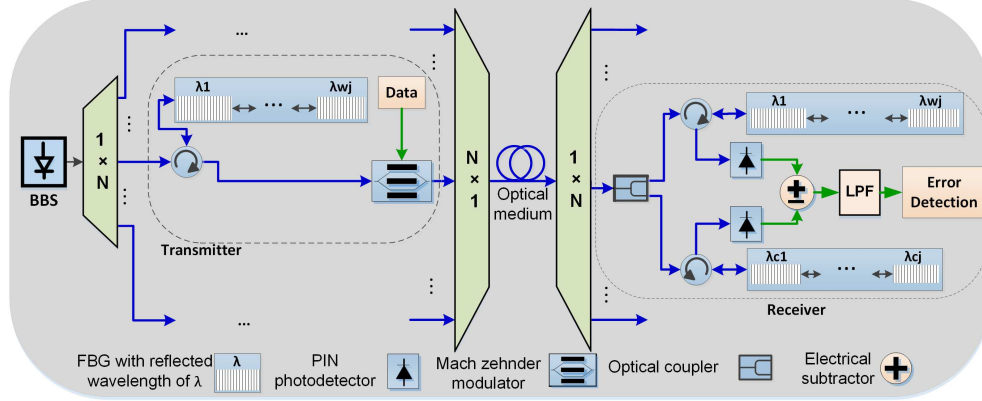 ...
λ1
...
λwj
Data
BBS
1 × N
Transmitter
...
N × 1
Optical medium
1 × N
λ1
...
λwj
LPF
Error Detection
λc1
...
λcj
Receiver
FBG with reflected wavelength of λ
λ
PIN photodetector
Mach zehnder modulator
Optical coupler
Electrical subtractor